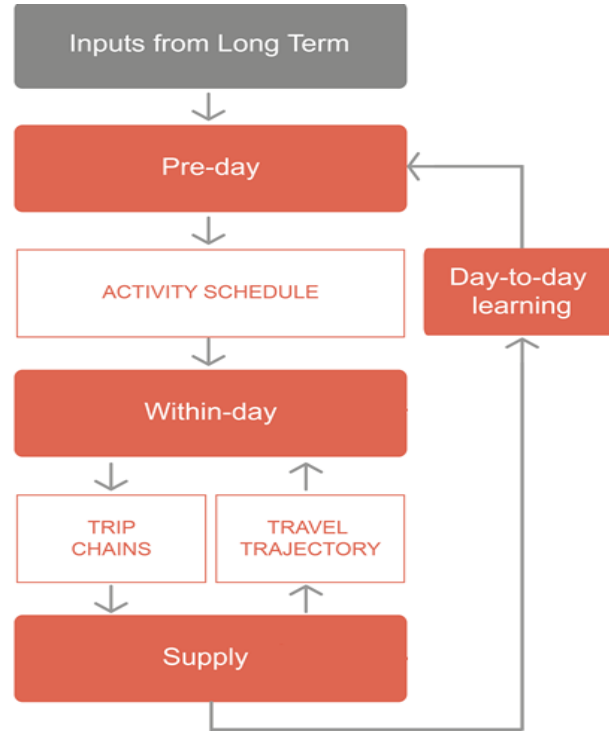 Inputs from Long Term
Pre-day
ACTIVITY SCHEDULE
Day-to-day
learning
Within-day
TRIP
CHAINS
TRAVEL
TRAJECTORY
Supply